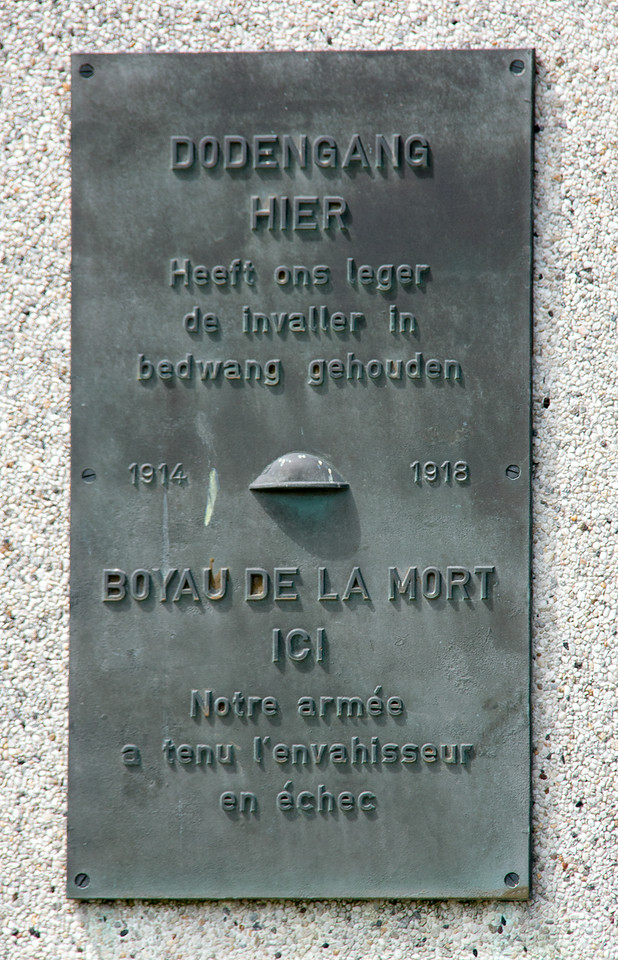 DODENGANG
HIER
Heeft ons leger
de invaller in
bedwang gehouden
1914 1918
BOYAU DE LA MORT
ICI
Notre armée
a tenu l'envahisseur
en échec